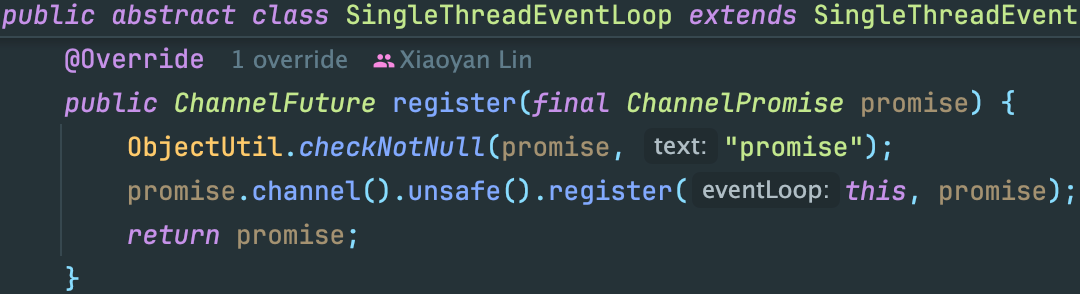 public abstract class SingleThreadEventLoop extends SingleThreadEvent
@Override 1 override Xiaoyan Lin
public ChannelFuture register(final ChannelPromise promise) {
ObjectUtil.checkNotNull(promise, text: "promise");
promise.channel().unsafe().register( eventLoop: this, promise);
return promise;
}